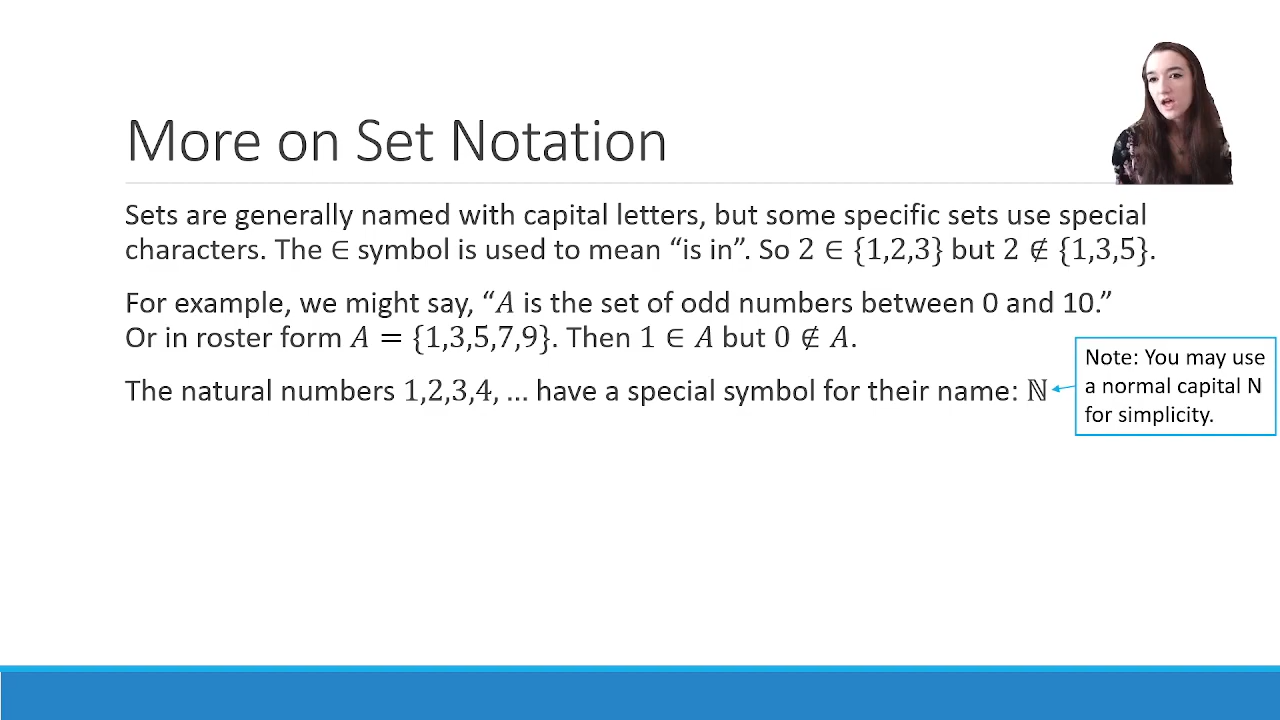 More on Set Notation
Sets are generally named with capital letters, but some specific sets use special
characters. The ∈ symbol is used to mean “is in”. So 2 ∈ {1,2,3} but 2 ∉ {1,3,5}.
For example, we might say, “A is the set of odd numbers between 0 and 10.”
Or in roster form A = {1,3,5,7,9}. Then 1 ∈ A but 0 ∉ A.
The natural numbers 1,2,3,4, … have a special symbol for their name: ℕ
Note: You may use
a normal capital N
for simplicity.